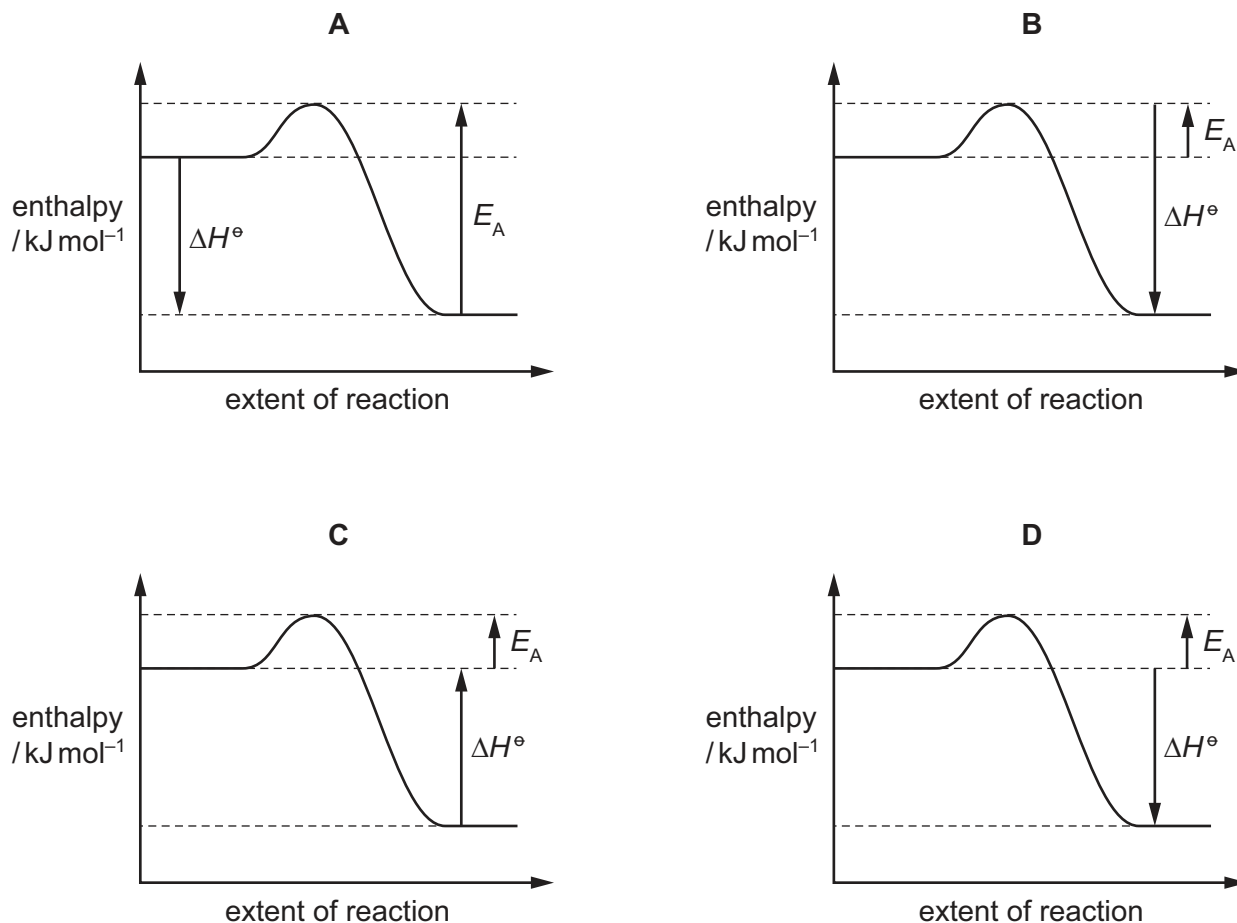 A
enthalpy
/ kJ mol⁻¹
ΔH⦵
E_A
extent of reaction
B
enthalpy
/ kJ mol⁻¹
E_A
ΔH⦵
extent of reaction
C
enthalpy
/ kJ mol⁻¹
E_A
ΔH⦵
extent of reaction
D
enthalpy
/ kJ mol⁻¹
E_A
ΔH⦵
extent of reaction